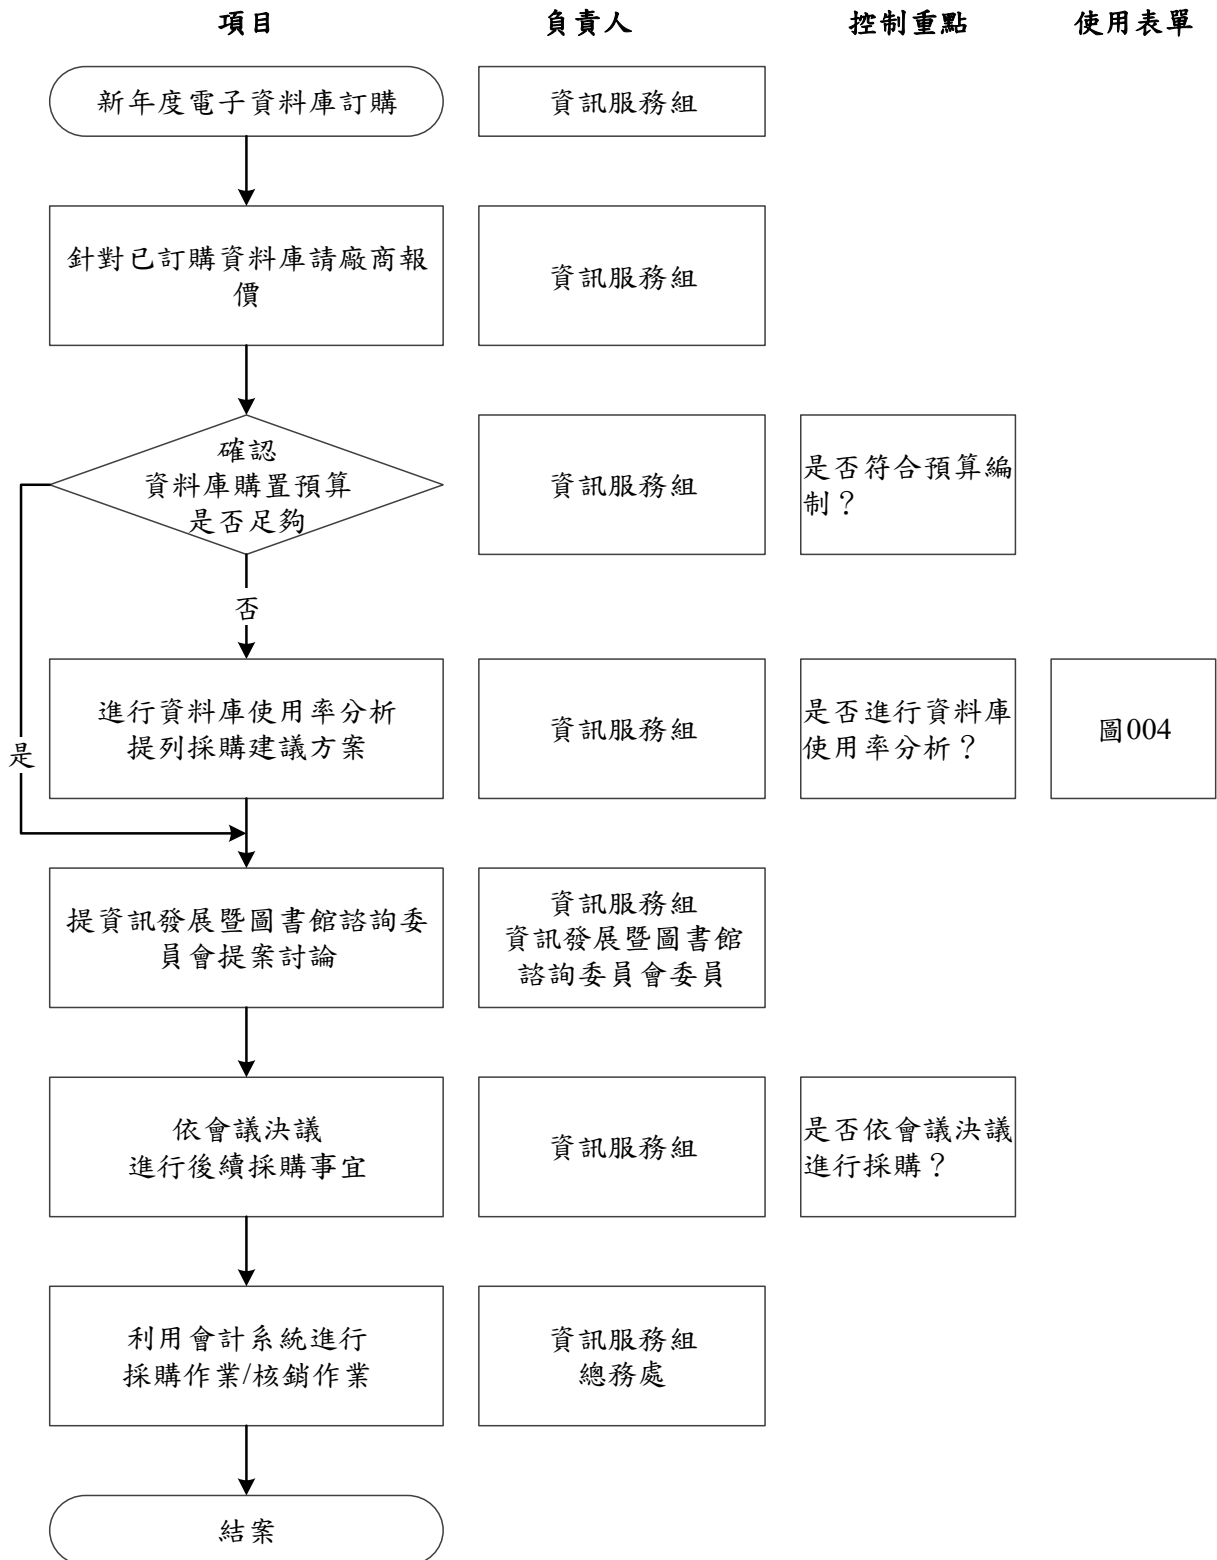 項目 負責人 控制重點 使用表單
新年度電子資料庫訂購
資訊服務組
針對已訂購資料庫請廠商報
價
資訊服務組
確認
資料庫購置預算
是否足夠
資訊服務組
是否符合預算編
制？
否
進行資料庫使用率分析
提列採購建議方案
資訊服務組
是否進行資料庫
使用率分析？
圖004
是
提資訊發展暨圖書館諮詢委
員會提案討論
資訊服務組
資訊發展暨圖書館
諮詢委員會委員
依會議決議
進行後續採購事宜
資訊服務組
是否依會議決議
進行採購？
利用會計系統進行
採購作業/核銷作業
資訊服務組
總務處
結案